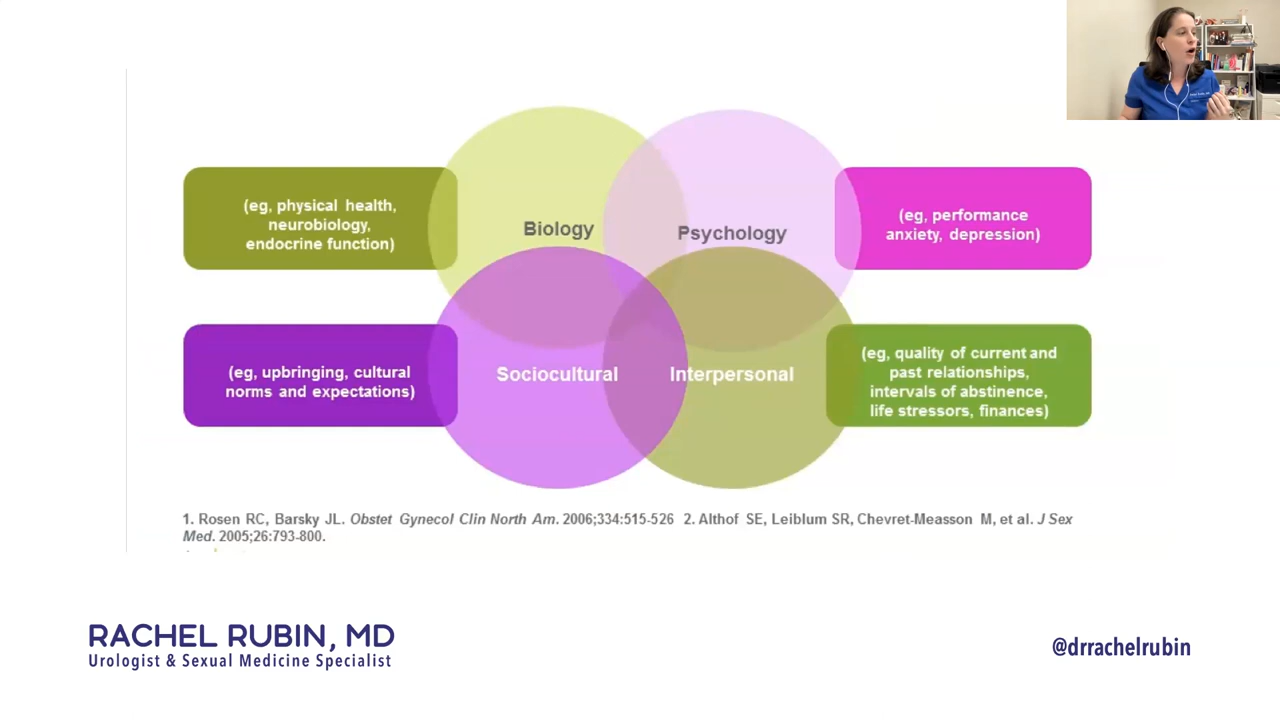 (eg, physical health,
neurobiology,
endocrine function)
Biology
Psychology
(eg, performance
anxiety, depression)
(eg, upbringing, cultural
norms and expectations)
Sociocultural
Interpersonal
(eg, quality of current and
past relationships,
intervals of abstinence,
life stressors, finances)
1. Rosen RC, Barsky JL. Obstet Gynecol Clin North Am. 2006;334:515-526 2. Althof SE, Leiblum SR, Chevret-Measson M, et al. J Sex
Med. 2005;26:793-800.
RACHEL RUBIN, MD
Urologist & Sexual Medicine Specialist
@drrachelrubin